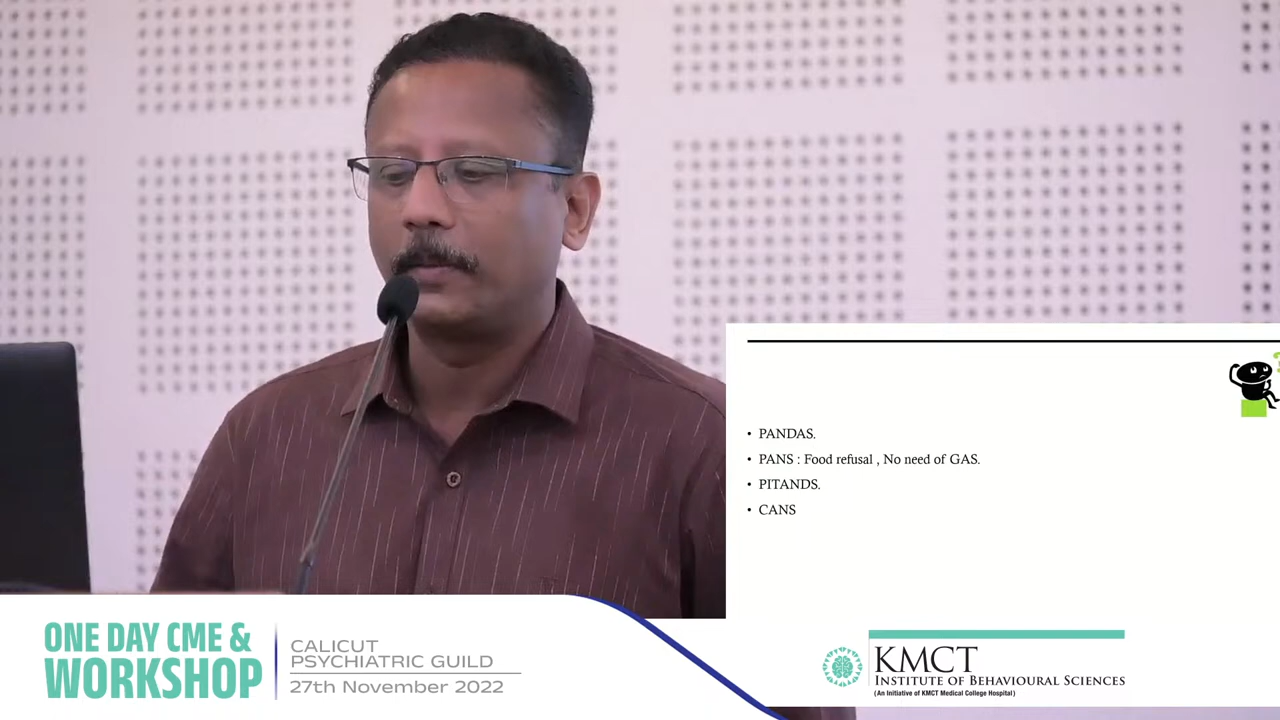 • PANDAS.
• PANS : Food refusal , No need of GAS.
• PITANDS.
• CANS
ONE DAY CME &
WORKSHOP
CALICUT
PSYCHIATRIC GUILD
27th November 2022
KMCT
INSTITUTE OF BEHAVIOURAL SCIENCES
(An Initiative of KMCT Medical College Hospital)